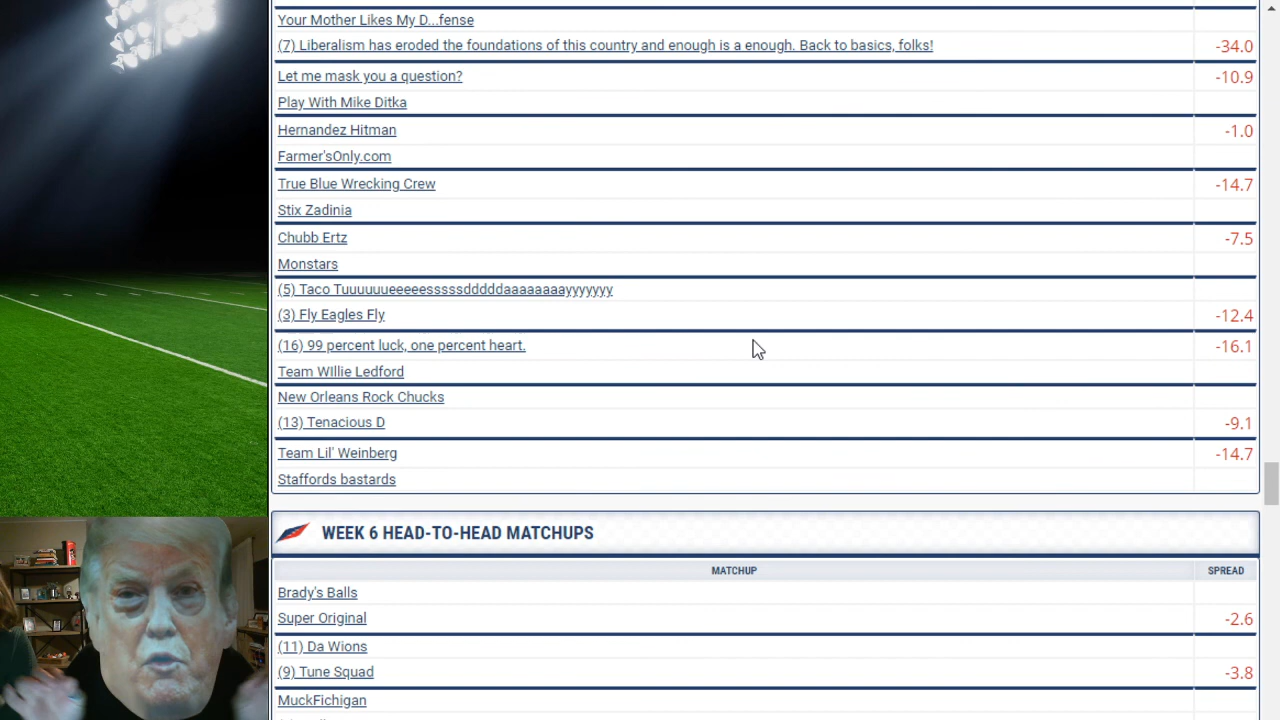 Your Mother Likes My D...fense
(7) Liberalism has eroded the foundations of this country and enough is a enough. Back to basics, folks!
-34.0
Let me mask you a question?
-10.9
Play With Mike Ditka
Hernandez Hitman
-1.0
Farmer'sOnly.com
True Blue Wrecking Crew
-14.7
Stix Zadinia
Chubb Ertz
-7.5
Monstars
(5) Taco Tuuuuuueeeeesssssdddddaaaaaaaayyyyyyy
(3) Fly Eagles Fly
-12.4
(16) 99 percent luck, one percent heart.
-16.1
Team WIllie Ledford
New Orleans Rock Chucks
(13) Tenacious D
-9.1
Team Lil' Weinberg
-14.7
Staffords bastards
WEEK 6 HEAD-TO-HEAD MATCHUPS
MATCHUP
SPREAD
Brady's Balls
Super Original
-2.6
(11) Da Wions
(9) Tune Squad
-3.8
MuckFichigan